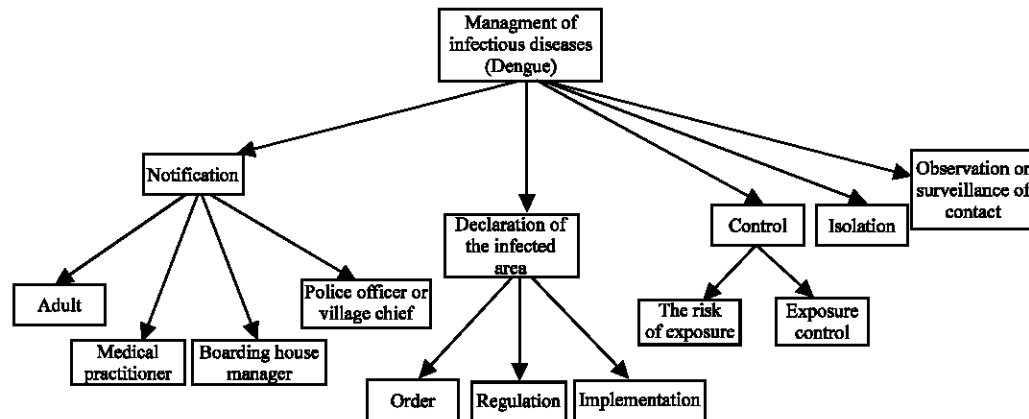 Managment of
infectious diseases
(Dengue)
Notification
Declaration of
the infected
area
Control
Isolation
Observation or
surveillance of
contact
Adult
Medical
practitioner
Boarding house
manager
Police officer or
village chief
Order
Regulation
Implementation
The risk
of exposure
Exposure
control